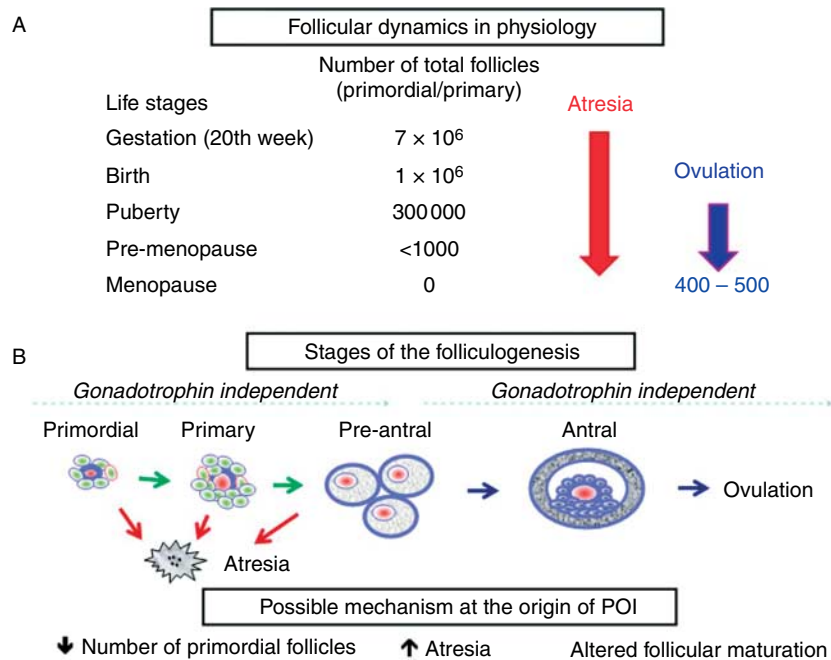 A
Follicular dynamics in physiology
Number of total follicles
(primordial/primary)
Life stages
Atresia
Gestation (20th week) 7 × 10⁶
Birth 1 × 10⁶
Ovulation
Puberty 300 000
Pre-menopause <1000
Menopause 0 400 – 500
B
Stages of the folliculogenesis
Gonadotrophin independent Gonadotrophin independent
Primordial Primary Pre-antral Antral
Ovulation
Atresia
Possible mechanism at the origin of POI
Number of primordial follicles Atresia Altered follicular maturation